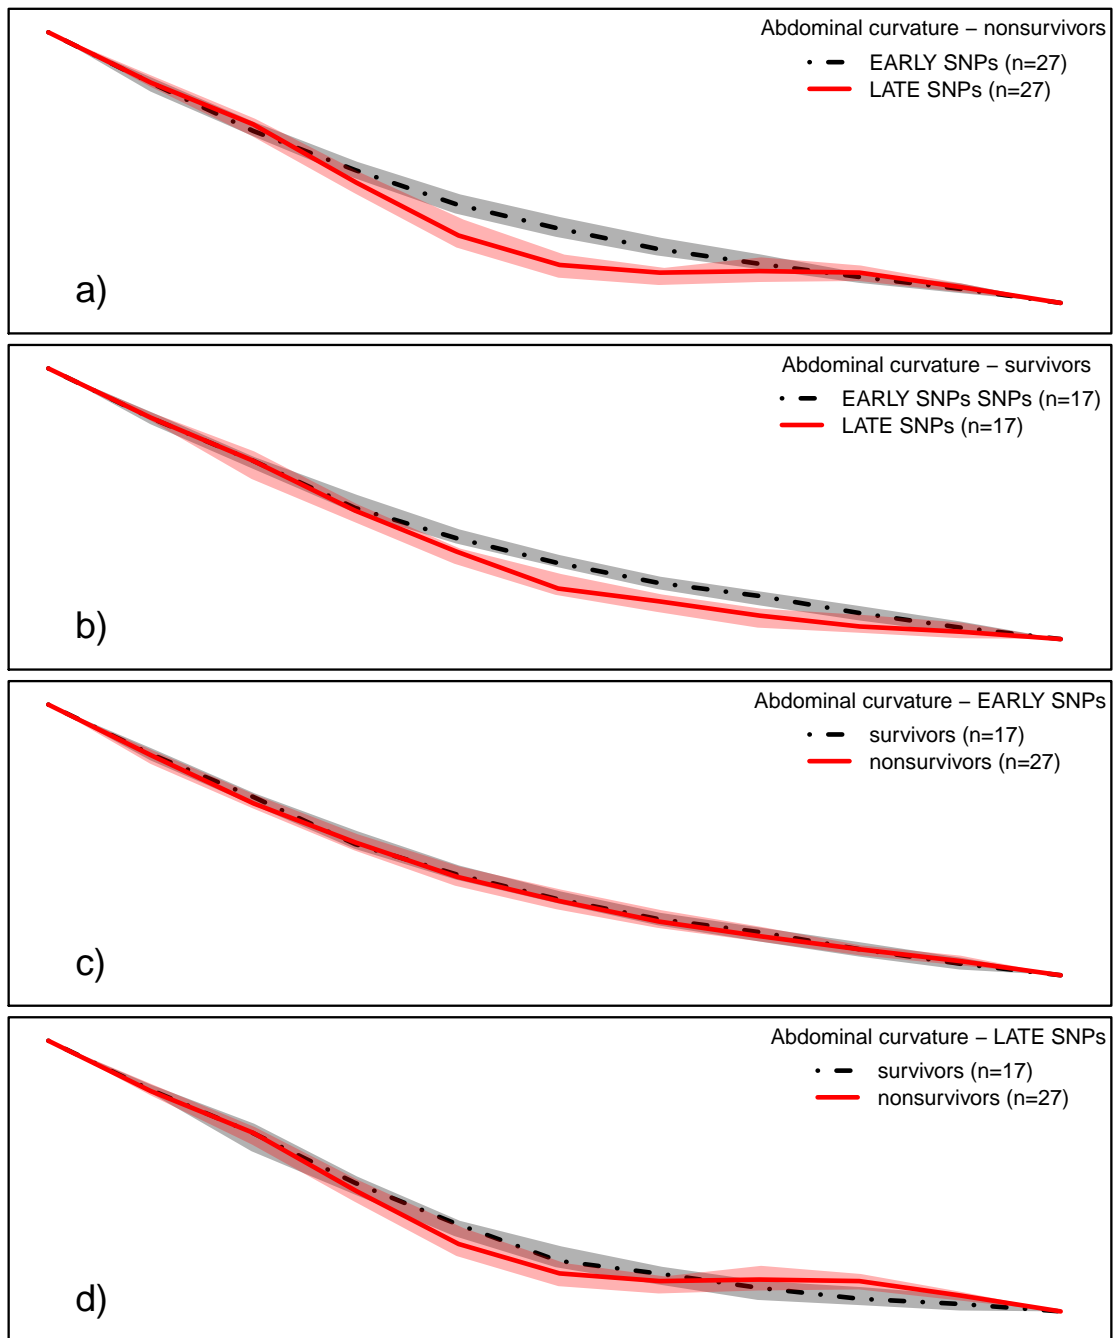 Abdominal curvature − nonsurvivors
EARLY SNPs (n=27)
LATE SNPs (n=27)
a)
Abdominal curvature − survivors
EARLY SNPs SNPs (n=17)
LATE SNPs (n=17)
b)
Abdominal curvature − EARLY SNPs
survivors (n=17)
nonsurvivors (n=27)
c)
Abdominal curvature − LATE SNPs
survivors (n=17)
nonsurvivors (n=27)
d)